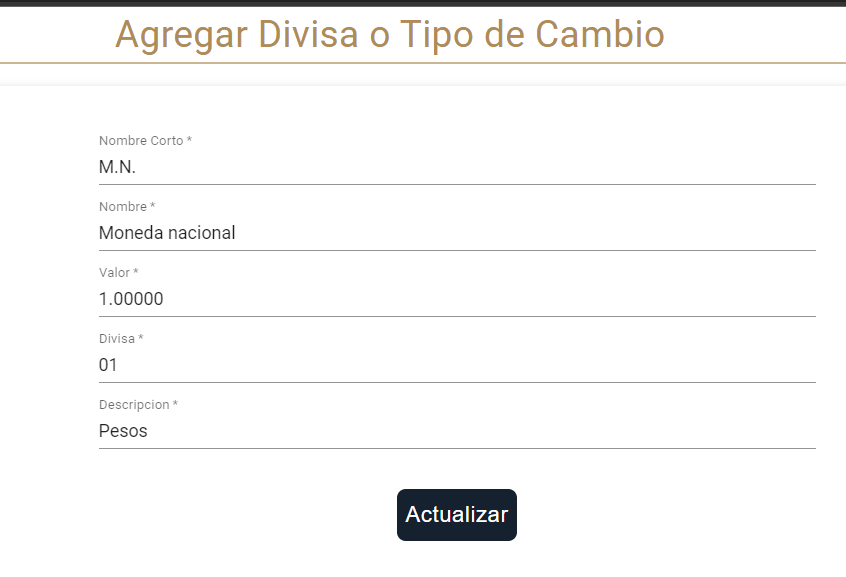 Agregar Divisa o Tipo de Cambio
Nombre Corto *
M.N.
Nombre *
Moneda nacional
Valor *
1.00000
Divisa *
01
Descripcion *
Pesos
Actualizar